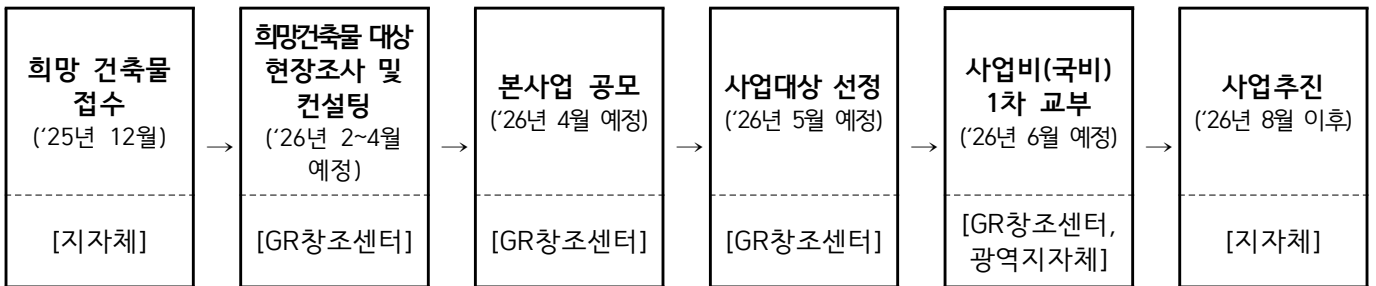 희망 건축물
접수
(‘25년 12월)
[지자체]
→
희망건축물 대상
현장조사 및
컨설팅
(‘26년 2~4월
예정)
[GR창조센터]
→
본사업 공모
(‘26년 4월 예정)
[GR창조센터]
→
사업대상 선정
(‘26년 5월 예정)
[GR창조센터]
→
사업비(국비)
1차 교부
(‘26년 6월 예정)
[GR창조센터,
광역지자체]
→
사업추진
(‘26년 8월 이후)
[지자체]